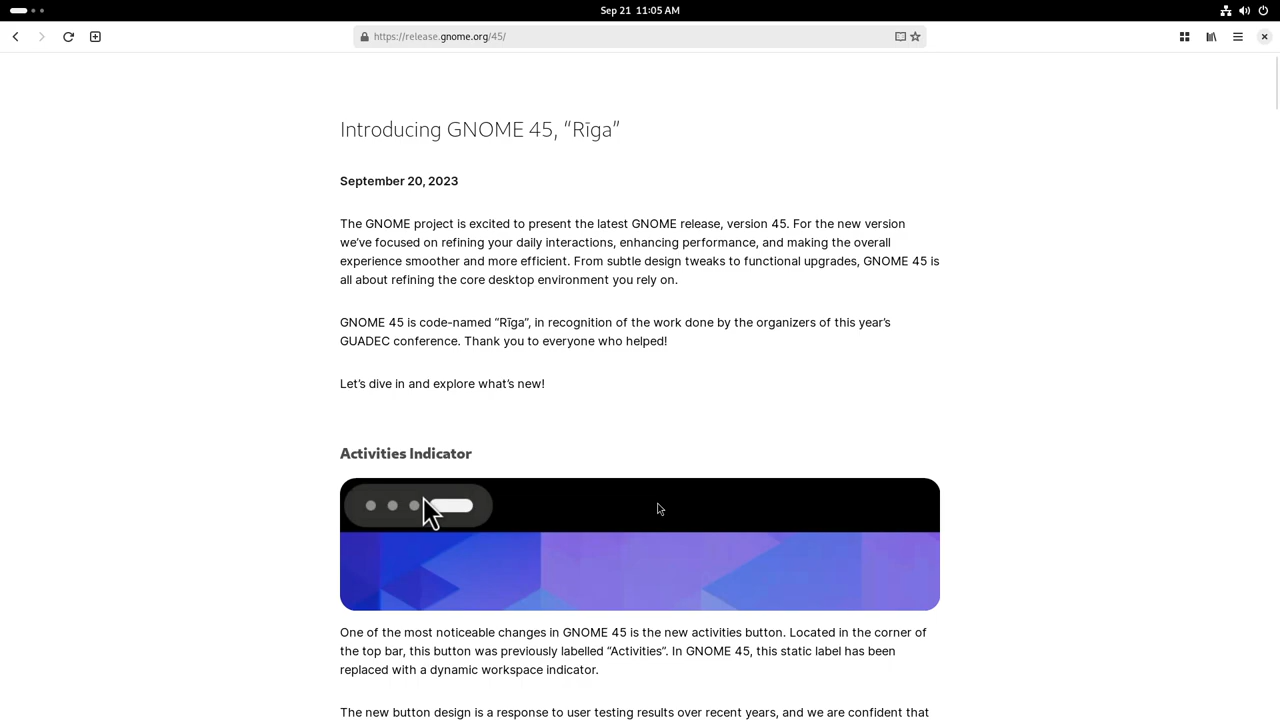 Sep 21 11:05 AM
https://release.gnome.org/45/
Introducing GNOME 45, “Rīga”
September 20, 2023
The GNOME project is excited to present the latest GNOME release, version 45. For the new version
we’ve focused on refining your daily interactions, enhancing performance, and making the overall
experience smoother and more efficient. From subtle design tweaks to functional upgrades, GNOME 45 is
all about refining the core desktop environment you rely on.
GNOME 45 is code-named “Rīga”, in recognition of the work done by the organizers of this year’s
GUADEC conference. Thank you to everyone who helped!
Let’s dive in and explore what’s new!
Activities Indicator
One of the most noticeable changes in GNOME 45 is the new activities button. Located in the corner of
the top bar, this button was previously labelled “Activities”. In GNOME 45, this static label has been
replaced with a dynamic workspace indicator.
The new button design is a response to user testing results over recent years, and we are confident that